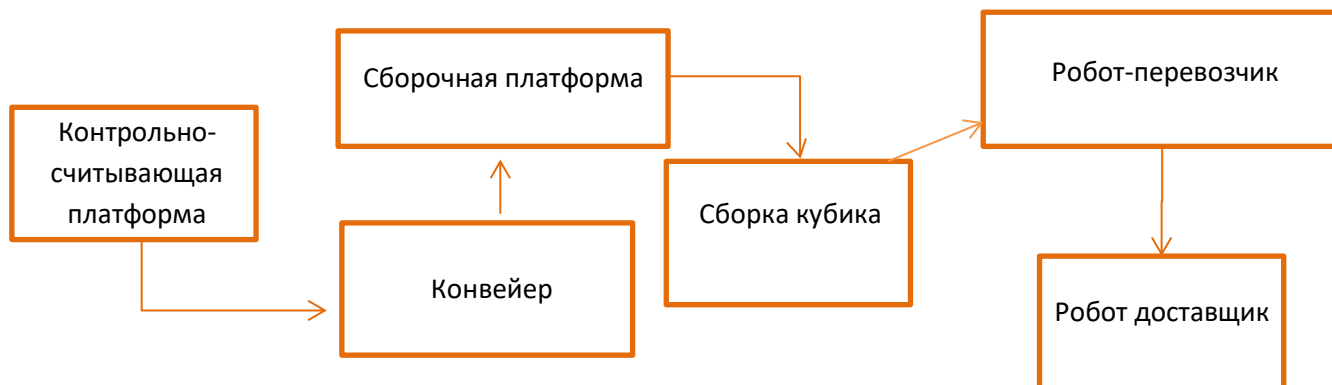 Контрольно-
считывающая
платформа
Конвейер
Сборочная платформа
Сборка кубика
Робот-перевозчик
Робот доставщик